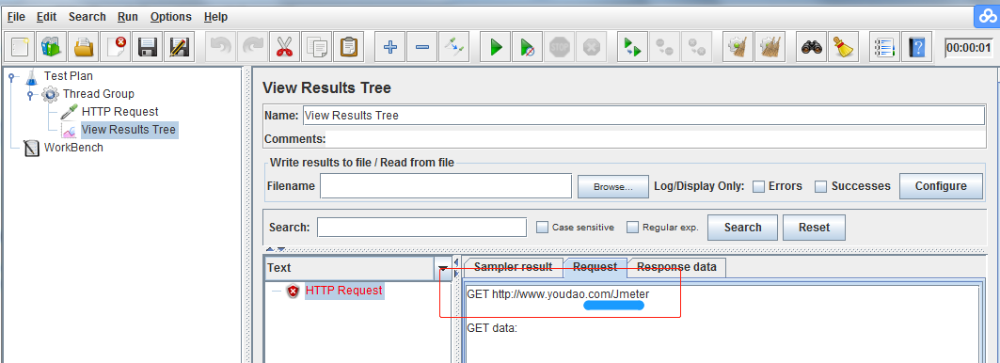 File Edit Search Run Options Help
00:00:01
Test Plan
Thread Group
HTTP Request
View Results Tree
WorkBench
View Results Tree
Name: View Results Tree
Comments:
Write results to file / Read from file
Filename Browse... Log/Display Only: Errors Successes Configure
Search: Case sensitive Regular exp. Search Reset
Text
HTTP Request
Sampler result Request Response data
GET http://www.youdao.com/Jmeter
GET data: